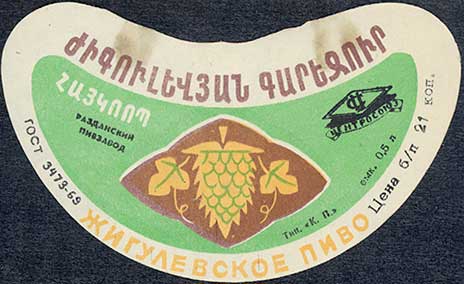 ԺԻԳՈՒԼԵՎՅԱՆ ԳԱՐԵՋՈՒՐ
ՀԱՅԿՈՈՊ
РАЗДАНСКИЙ
ПИВЗАВОД
ЦЕНТРОСОЮЗ
ГОСТ 3473-69
емк. 0,5 л
Цена б/п 21 коп.
Тип. «К. П.»
ЖИГУЛЕВСКОЕ ПИВО